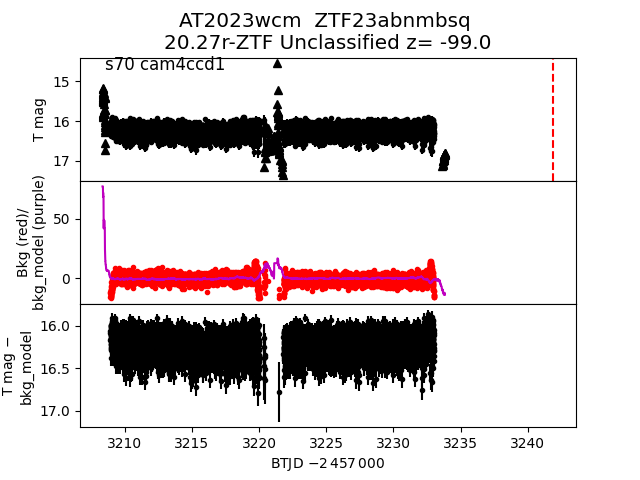 AT2023wcm  ZTF23abnmbsq
20.27r-ZTF Unclassified z= -99.0
s70 cam4ccd1
T mag
15
16
17
Bkg (red)/
bkg_model (purple)
50
0
T mag −
bkg_model
16.0
16.5
17.0
3210 3215 3220 3225 3230 3235 3240
BTJD −2 457 000